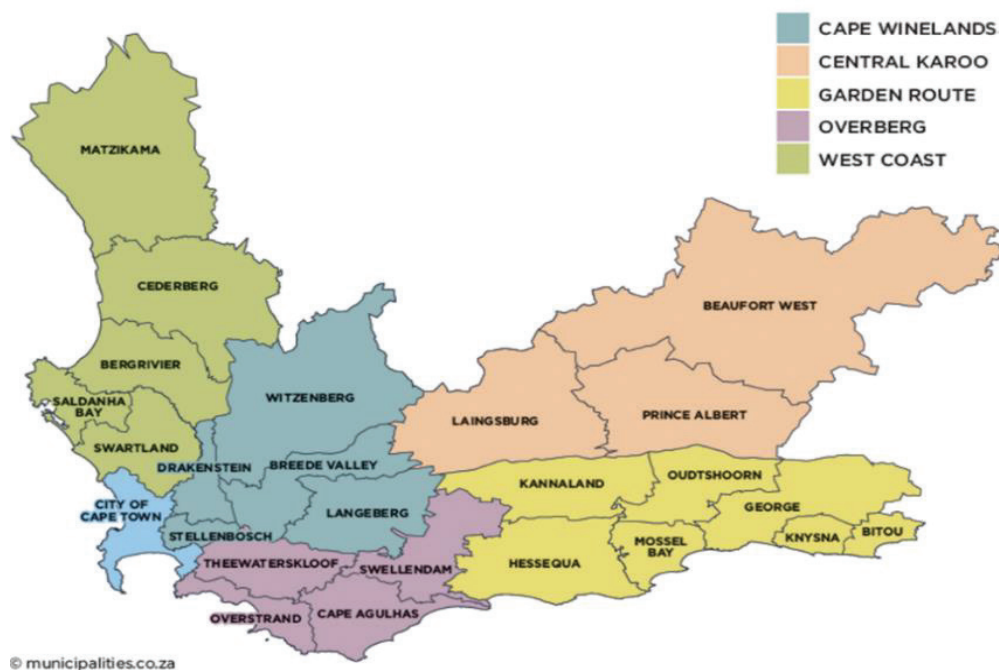 CAPE WINELANDS
CENTRAL KAROO
GARDEN ROUTE
OVERBERG
WEST COAST
MATZIKAMA
CEDERBERG
BEAUFORT WEST
BERGRIVIER
SALDANHA
BAY
WITZENBERG
LAINGSBURG
PRINCE ALBERT
SWARTLAND
DRAKENSTEIN
BREEDE VALLEY
KANNALAND
OUDTSHOORN
CITY OF
CAPE TOWN
LANGEBERG
GEORGE
STELLENBOSCH
MOSSEL
BAY
KNYSNA
BITOU
THEEWATERSKLOOF
SWELLENDAM
HESSEQUA
OVERSTRAND
CAPE AGULHAS
© municipalities.co.za